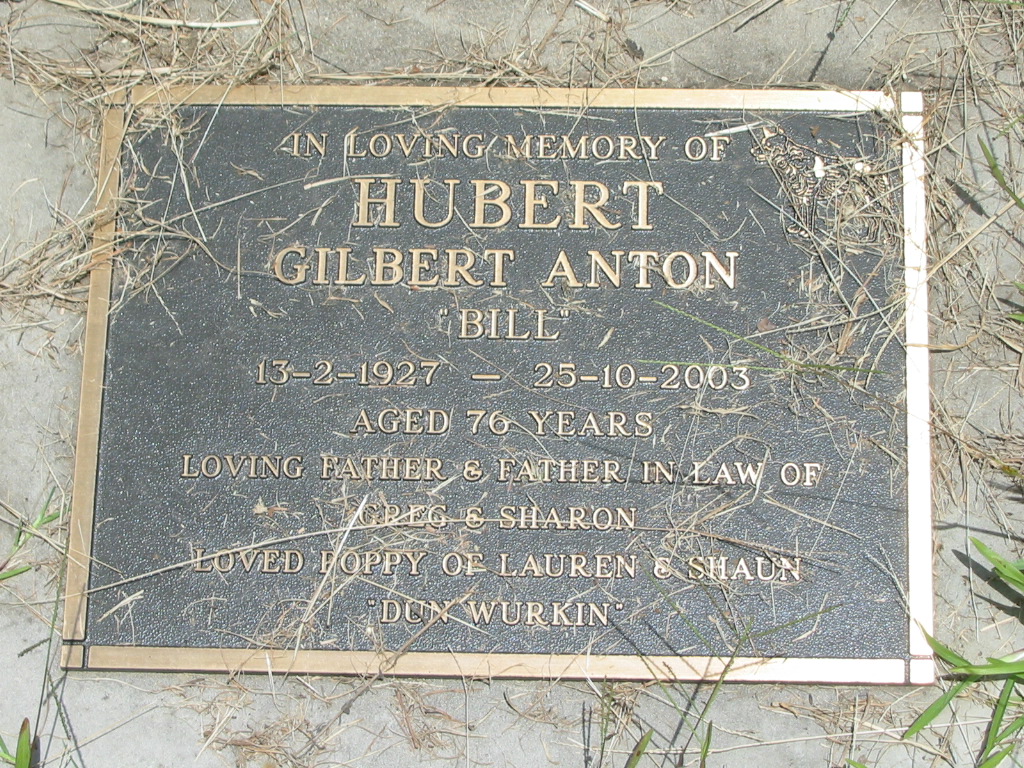 IN LOVING MEMORY OF
HUBERT
GILBERT ANTON
"BILL"
13-2-1927 - 25-10-2003
AGED 76 YEARS
LOVING FATHER & FATHER IN LAW OF
GREG & SHARON
LOVED POPPY OF LAUREN & SHAUN
"DUN WURKIN"